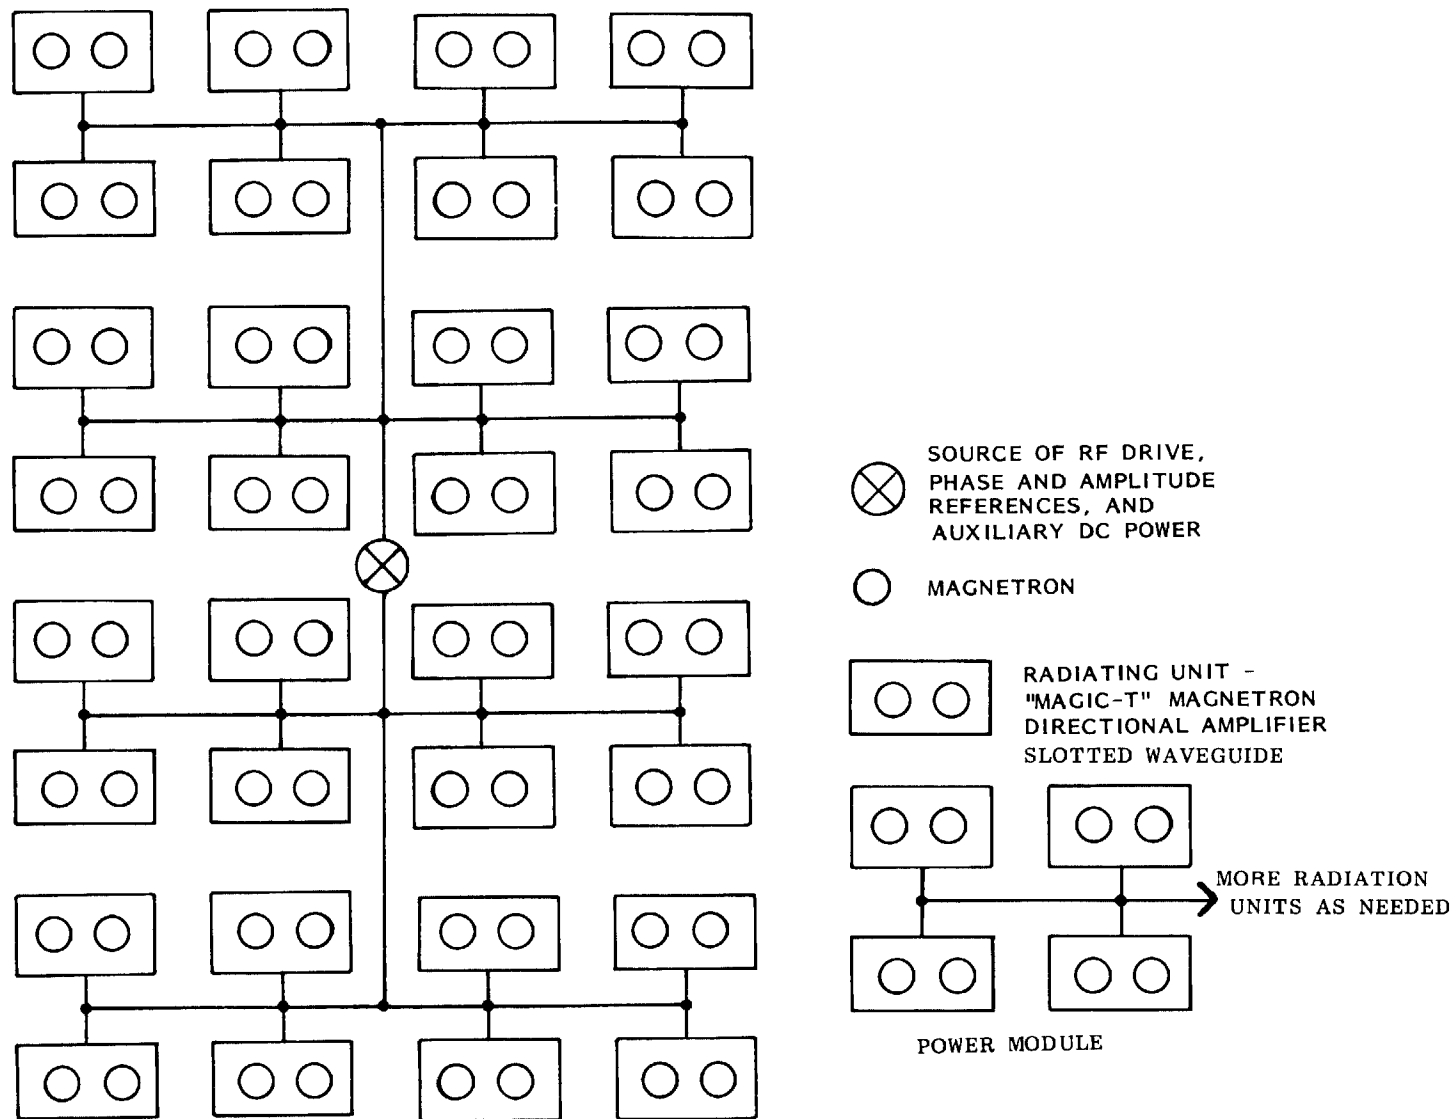 SOURCE OF RF DRIVE,
PHASE AND AMPLITUDE
REFERENCES, AND
AUXILIARY DC POWER
MAGNETRON
RADIATING UNIT -
"MAGIC-T" MAGNETRON
DIRECTIONAL AMPLIFIER
SLOTTED WAVEGUIDE
MORE RADIATION
UNITS AS NEEDED
POWER MODULE